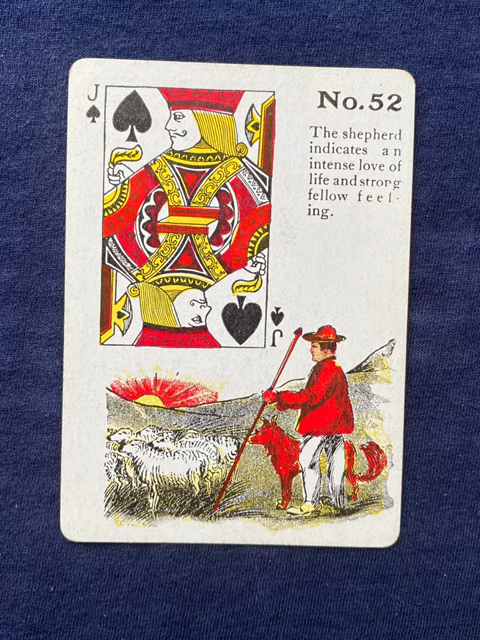 J
No. 52
The shepherd
indicates an
intense love of
life and strong
fellow feel-
ing.
J